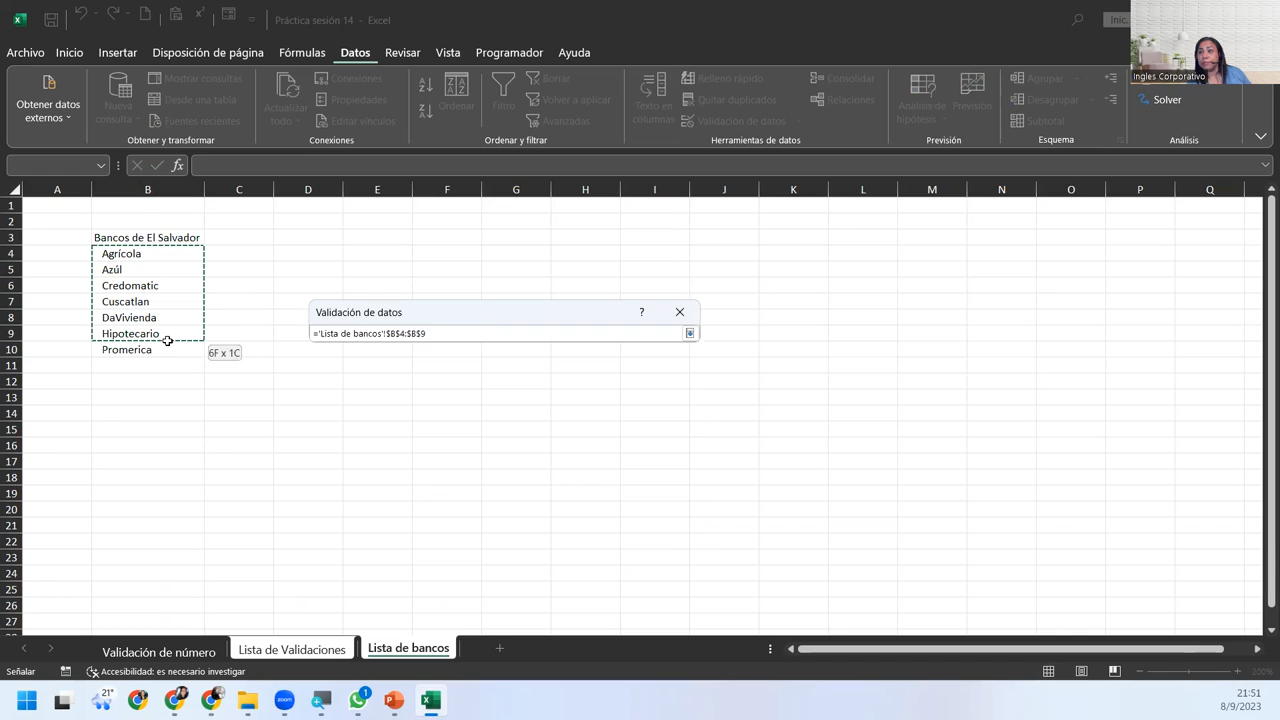 Práctica sesión 14 - Excel
Inic.
Archivo Inicio Insertar Disposición de página Fórmulas Datos Revisar Vista Programador Ayuda
Ingles Corporativo
Obtener datos externos
Nueva consulta
Mostrar consultas
Desde una tabla
Fuentes recientes
Obtener y transformar
Actualizar todo
Conexiones
Propiedades
Editar vínculos
Conexiones
Ordenar
Filtro
Volver a aplicar
Avanzadas
Ordenar y filtrar
Texto en columnas
Relleno rápido
Quitar duplicados
Validación de datos
Consolidar
Relaciones
Herramientas de datos
Análisis de hipótesis
Previsión
Previsión
Agrupar
Desagrupar
Subtotal
Esquema
Solver
Análisis
fx
A B C D E F G H I J K L M N O P Q
1
2
3 Bancos de El Salvador
4 Agrícola
5 Azúl
6 Credomatic
7 Cuscatlan
8 DaVivienda
9 Hipotecario
10 Promerica
6F x 1C
Validación de datos ?
='Lista de bancos'!$B$4:$B$9
11
12
13
14
15
16
17
18
19
20
21
22
23
24
25
26
27
Validación de número Lista de Validaciones Lista de bancos
Señalar Accesibilidad: es necesario investigar 200%
21°
zoom
1
21:51
8/9/2023